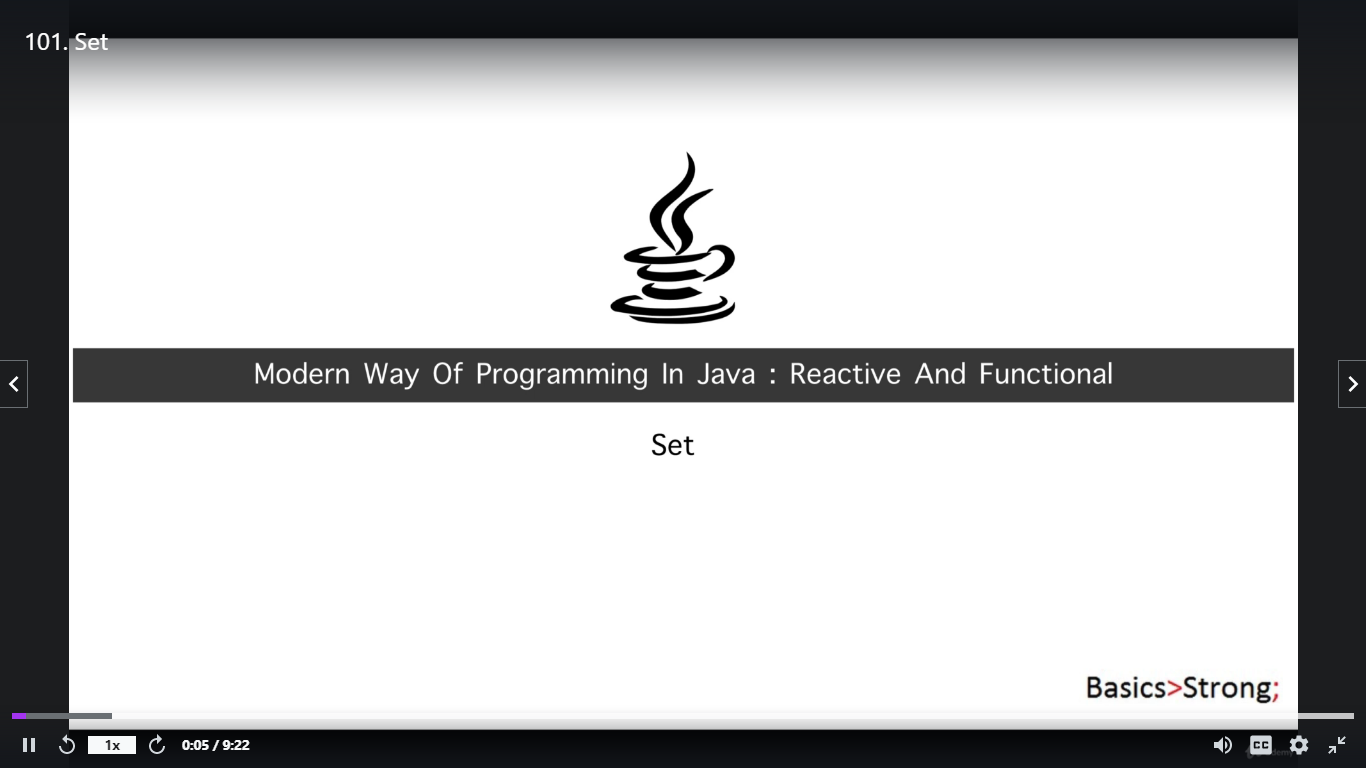 101. Set
Modern Way Of Programming In Java : Reactive And Functional
Set
Basics>Strong;
1x
0:05 / 9:22
CC